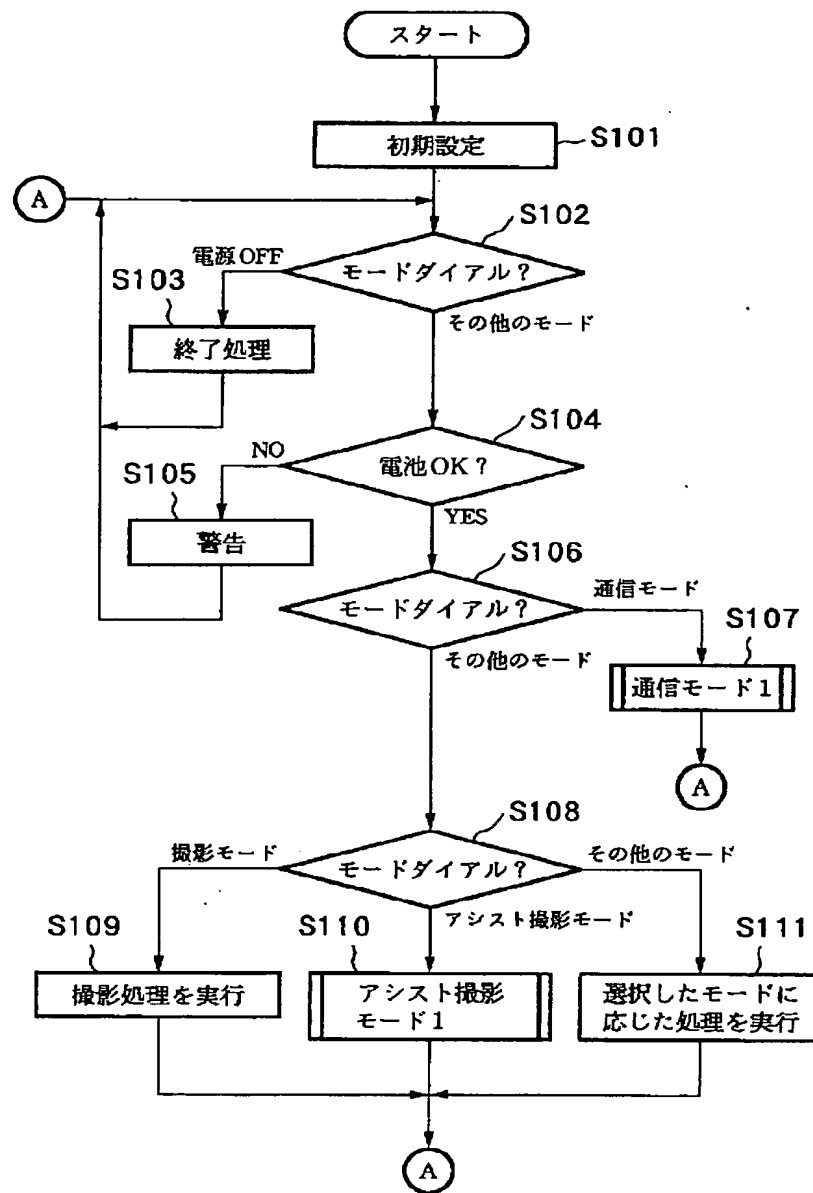 スタート
初期設定
S101
A
S102
電源OFF
モードダイアル？
S103
その他のモード
終了処理
S104
NO
電池OK？
S105
YES
警告
S106
モードダイアル？
通信モード
S107
その他のモード
通信モード1
A
S108
撮影モード
モードダイアル？
その他のモード
アシスト撮影モード
S109
S110
S111
撮影処理を実行
アシスト撮影
モード1
選択したモードに
応じた処理を実行
A